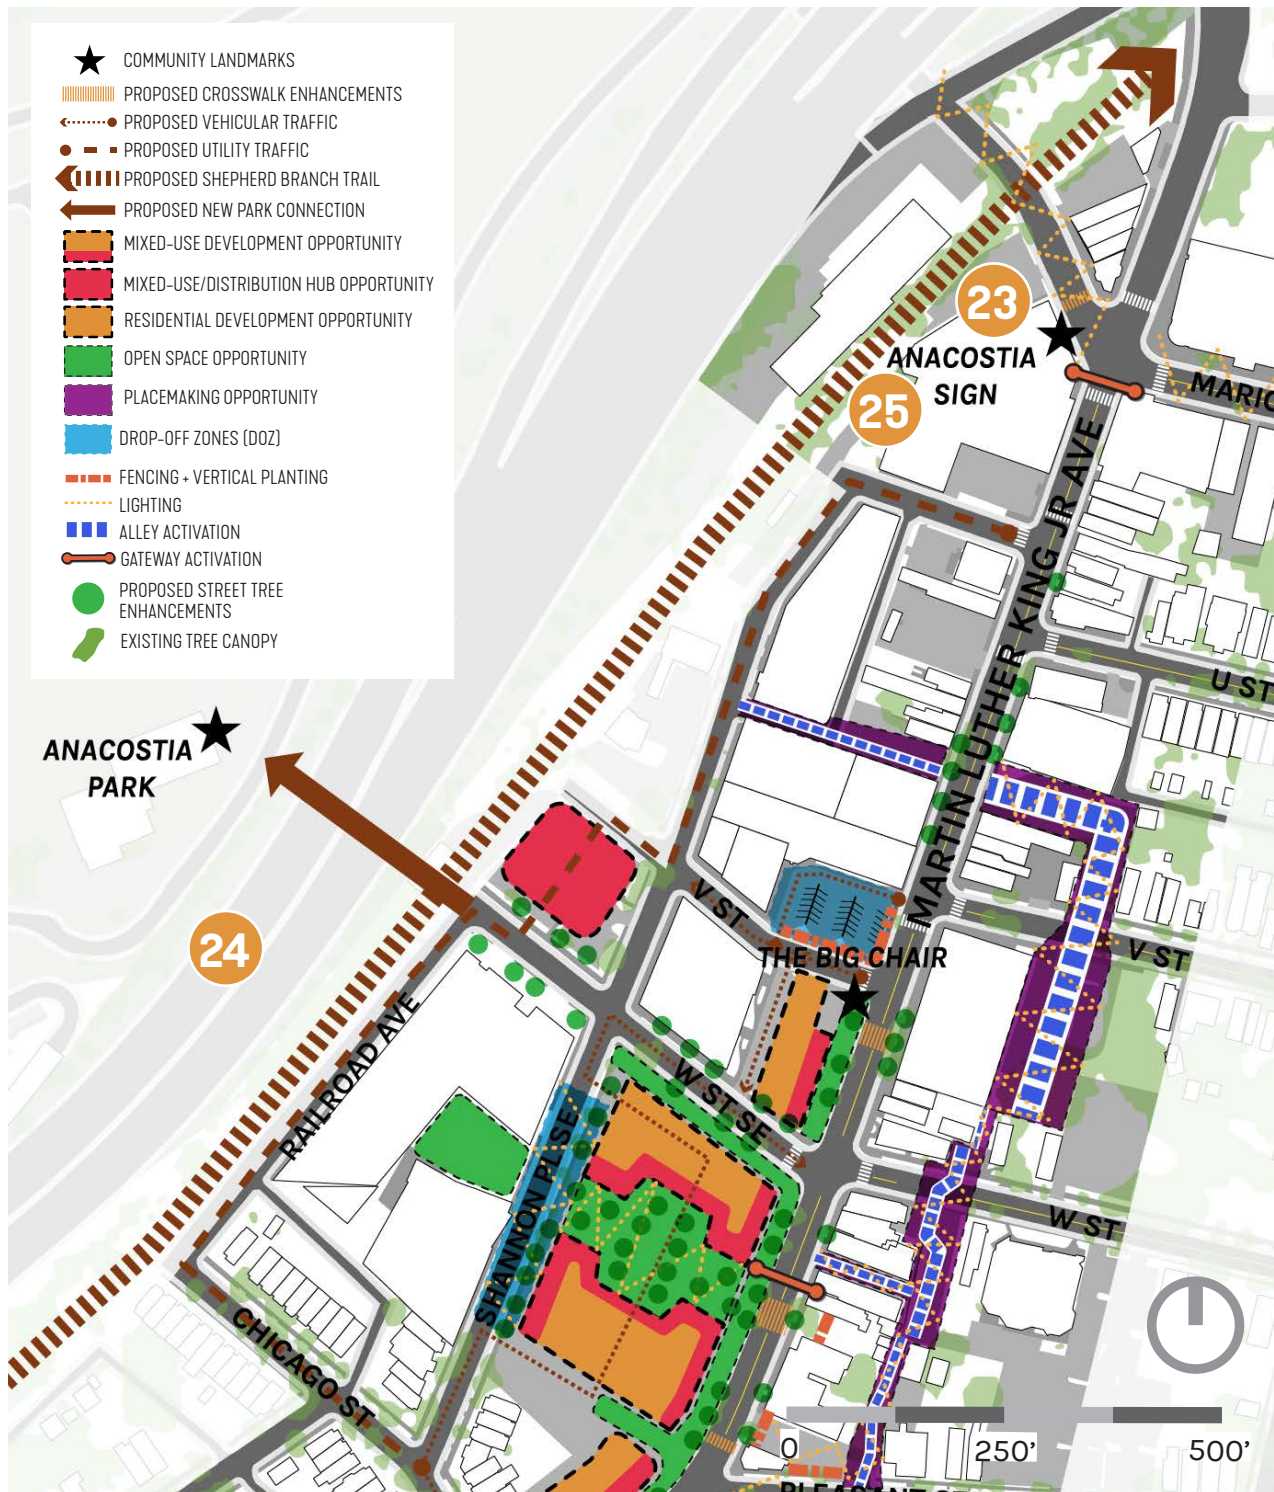 COMMUNITY LANDMARKS
PROPOSED CROSSWALK ENHANCEMENTS
PROPOSED VEHICULAR TRAFFIC
PROPOSED UTILITY TRAFFIC
PROPOSED SHEPHERD BRANCH TRAIL
PROPOSED NEW PARK CONNECTION
MIXED-USE DEVELOPMENT OPPORTUNITY
MIXED-USE/DISTRIBUTION HUB OPPORTUNITY
RESIDENTIAL DEVELOPMENT OPPORTUNITY
OPEN SPACE OPPORTUNITY
PLACEMAKING OPPORTUNITY
DROP-OFF ZONES (DOZ)
FENCING + VERTICAL PLANTING
LIGHTING
ALLEY ACTIVATION
GATEWAY ACTIVATION
PROPOSED STREET TREE
ENHANCEMENTS
EXISTING TREE CANOPY
23
ANACOSTIA
SIGN
25
MARIO
MARTIN LUTHER KING JR AVE
U ST
ANACOSTIA
PARK
V ST
THE BIG CHAIR
V ST
24
RAILROAD AVE
W ST SE
SHANNON PL SE
W ST
CHICAGO ST
0
250'
500'